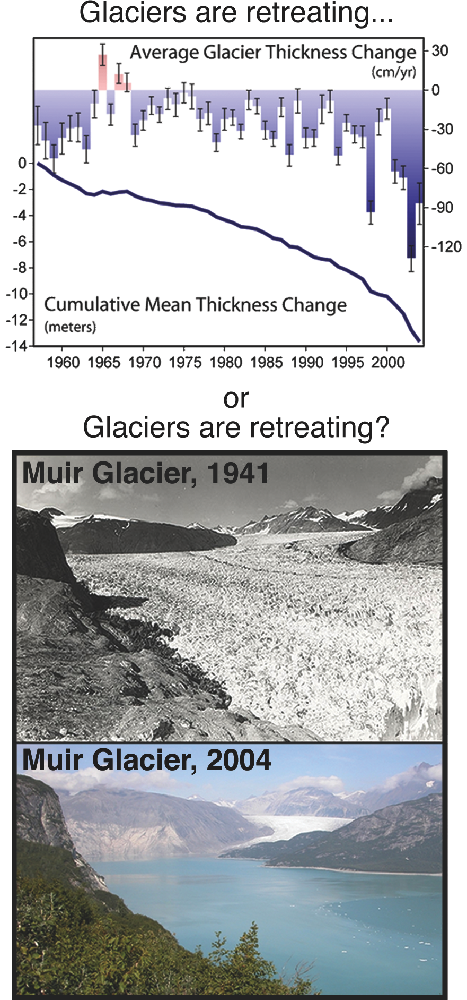 Glaciers are retreating...
Average Glacier Thickness Change
(cm/yr)
30
0
-30
-60
-90
-120
0
-2
-4
-6
-8
-10
-12
-14
Cumulative Mean Thickness Change
(meters)
1960 1965 1970 1975 1980 1985 1990 1995 2000
or
Glaciers are retreating?
Muir Glacier, 1941
Muir Glacier, 2004